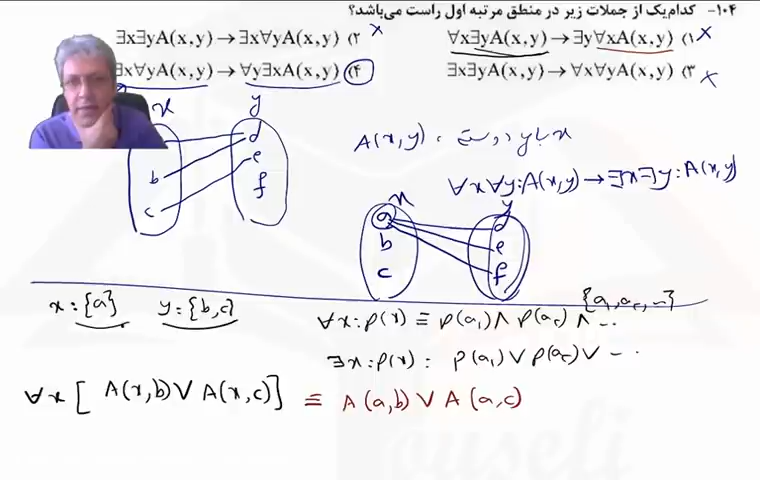 ۱۰۴- کدام‌یک از جملات زیر در منطق مرتبه اول راست می‌باشد؟
∀x∃yA(x,y)→∃y∀xA(x,y) (۱ x
∃x∃yA(x,y)→∃x∀yA(x,y) (۲ x
∃x∃yA(x,y)→∀x∀yA(x,y) (۳ x
∃x∀yA(x,y)→∀y∃xA(x,y) (۴
x y
d
b e
c f
A(x,y) : x با y دوست
∀x∀y:A(x,y)→∃x∃y:A(x,y)
x y
a d
b e
c f
x:{a} y:{b,c}
∀x:p(x) ≡ p(a₁)∧p(a₂)∧...
∃x:p(x): p(a₁)∨p(a₂)∨...
∀x[A(x,b)∨A(x,c)] ≡ A(a,b)∨A(a,c)
ouseli